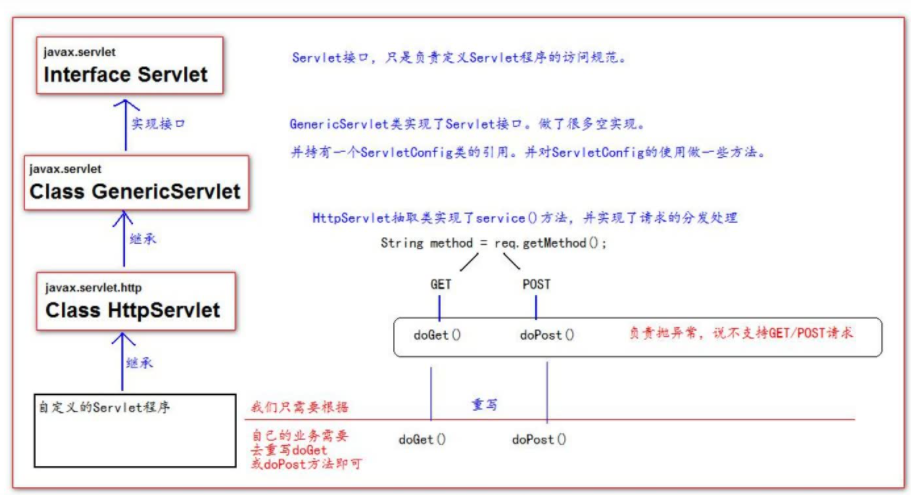 javax.servlet
Interface Servlet
Servlet接口，只是负责定义Servlet程序的访问规范。
实现接口
GenericServlet类实现了Servlet接口。做了很多空实现。
并持有一个ServletConfig类的引用。并对ServletConfig的使用做一些方法。
javax.servlet
Class GenericServlet
继承
HttpServlet抽取类实现了service()方法，并实现了请求的分发处理
String method = req.getMethod();
GET
POST
javax.servlet.http
Class HttpServlet
doGet()
doPost()
负责抛异常，说不支持GET/POST请求
继承
自定义的Servlet程序
我们只需要根据
重写
自己的业务需要
去重写doGet
或doPost方法即可
doGet()
doPost()